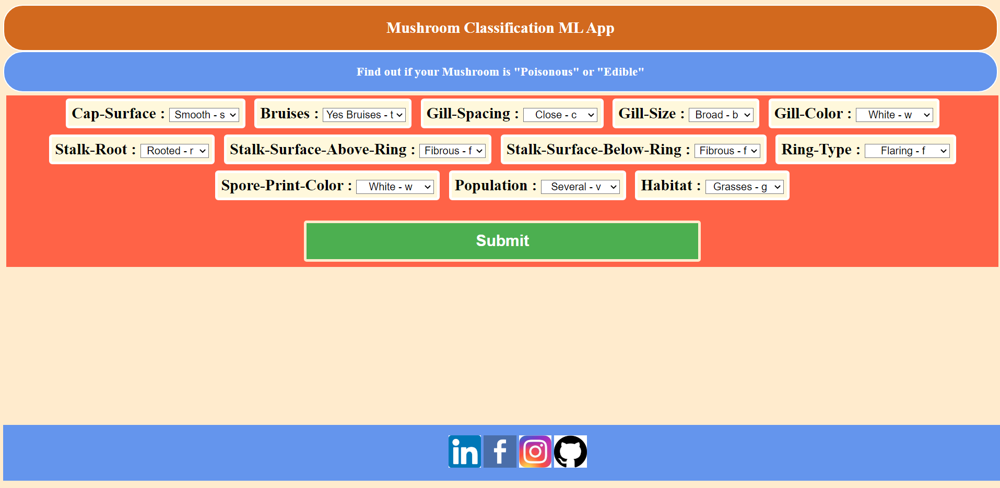 Mushroom Classification ML App
Find out if your Mushroom is "Poisonous" or "Edible"
Cap-Surface : Smooth - s Bruises : Yes Bruises - t Gill-Spacing : Close - c Gill-Size : Broad - b Gill-Color : White - w
Stalk-Root : Rooted - r Stalk-Surface-Above-Ring : Fibrous - f Stalk-Surface-Below-Ring : Fibrous - f Ring-Type : Flaring - f
Spore-Print-Color : White - w Population : Several - v Habitat : Grasses - g
Submit
in f